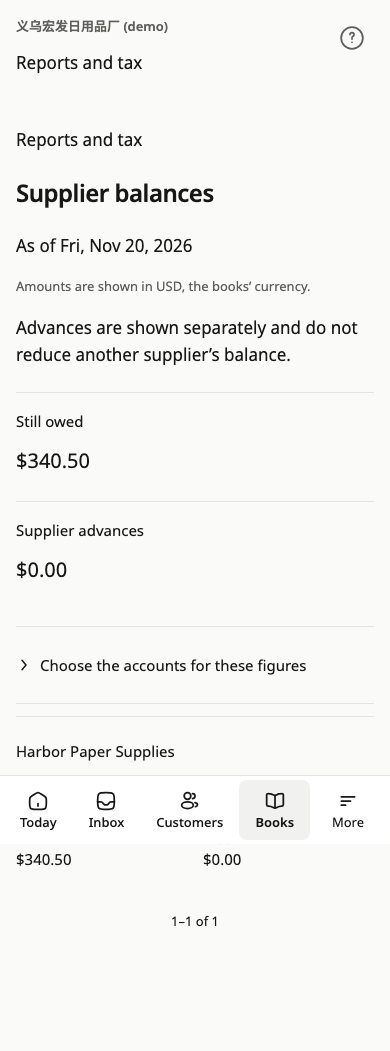 义乌宏发日用品厂 (demo)
Reports and tax
Reports and tax
Supplier balances
As of Fri, Nov 20, 2026
Amounts are shown in USD, the books’ currency.
Advances are shown separately and do not
reduce another supplier’s balance.
Still owed
$340.50
Supplier advances
$0.00
Choose the accounts for these figures
Harbor Paper Supplies
Today
Inbox
Customers
Books
More
$340.50
$0.00
1–1 of 1